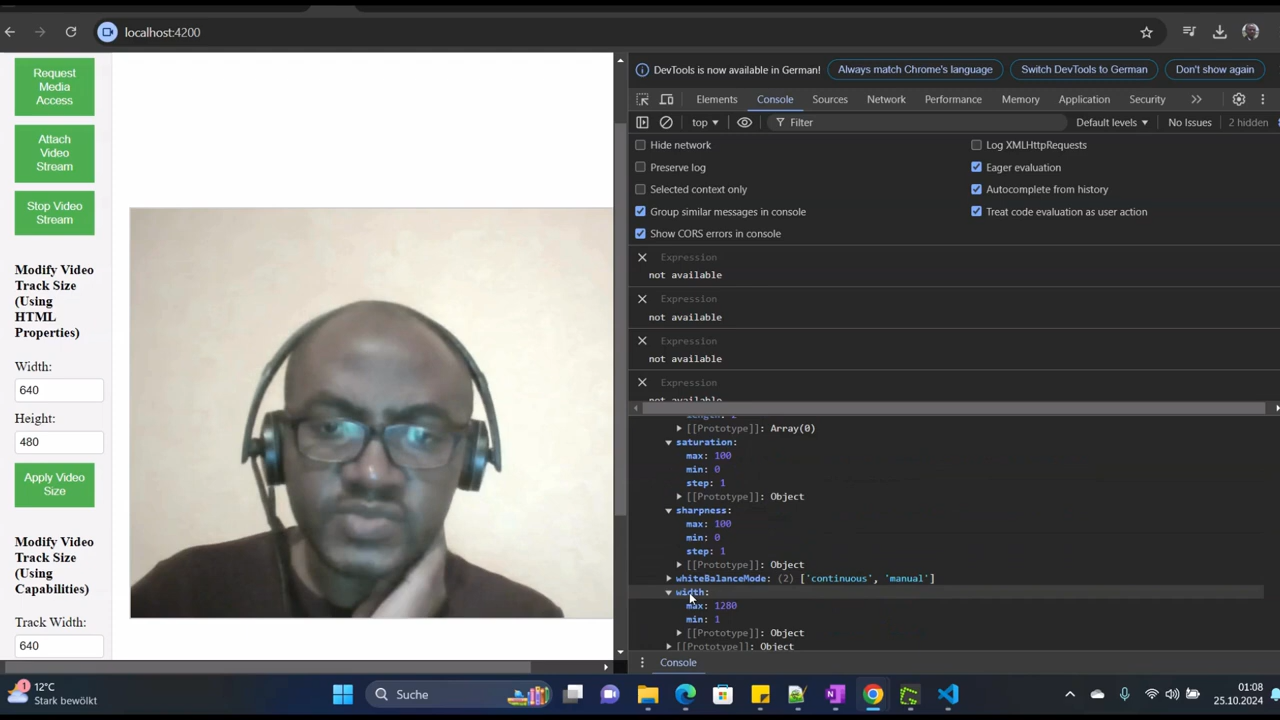 localhost:4200
Request
Media
Access
Attach
Video
Stream
Stop Video
Stream
Modify Video
Track Size
(Using
HTML
Properties)
Width:
640
Height:
480
Apply Video
Size
Modify Video
Track Size
(Using
Capabilities)
Track Width:
640
DevTools is now available in German! Always match Chrome's language Switch DevTools to German Don't show again
Elements Console Sources Network Performance Memory Application Security
top Filter Default levels No Issues 2 hidden
Hide network Log XMLHttpRequests
Preserve log Eager evaluation
Selected context only Autocomplete from history
Group similar messages in console Treat code evaluation as user action
Show CORS errors in console
Expression
not available
Expression
not available
Expression
not available
Expression
not available
[[Prototype]]: Array(0)
saturation:
max: 100
min: 0
step: 1
[[Prototype]]: Object
sharpness:
max: 100
min: 0
step: 1
[[Prototype]]: Object
whiteBalanceMode: (2) ['continuous', 'manual']
width:
max: 1280
min: 1
[[Prototype]]: Object
[[Prototype]]: Object
Console
1
12°C
Stark bewölkt
Suche
01:08
25.10.2024